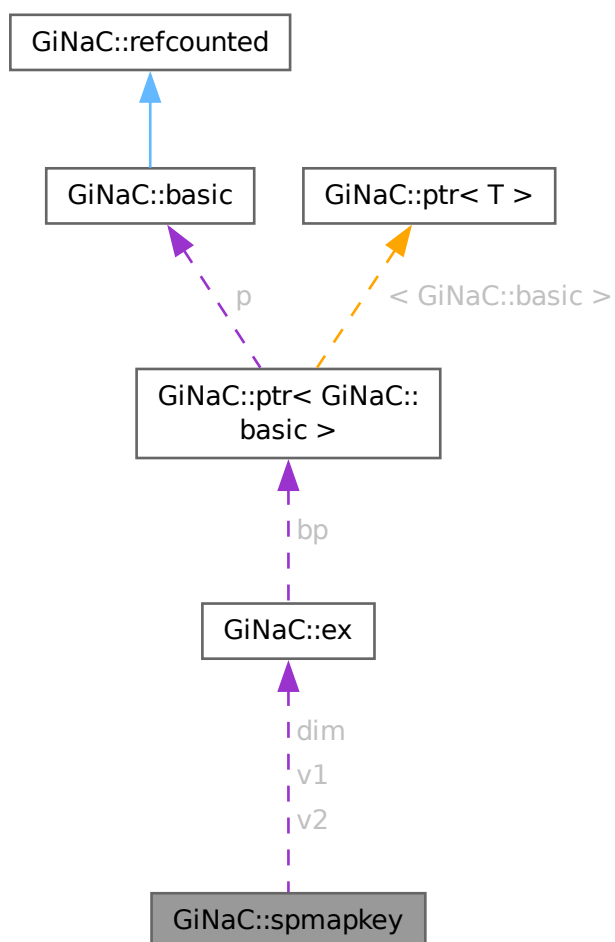 GiNaC::refcounted
GiNaC::basic
GiNaC::ptr< T >
p
< GiNaC::basic >
GiNaC::ptr< GiNaC::
basic >
bp
GiNaC::ex
dim
v1
v2
GiNaC::spmapkey